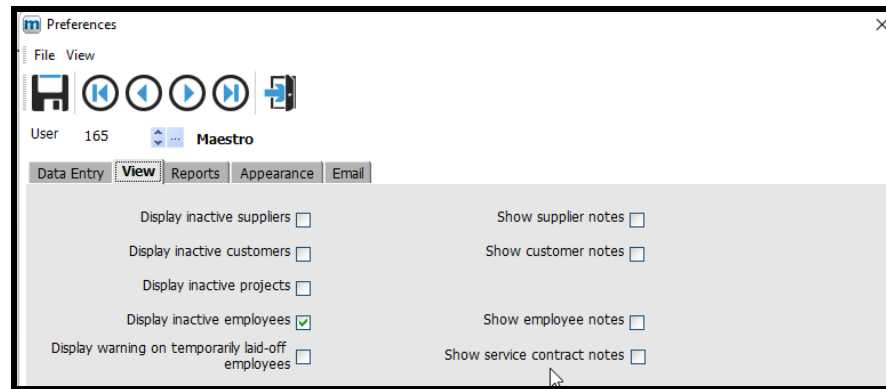 m Preferences
File View
User 165 ... Maestro
Data Entry View Reports Appearance Email
Display inactive suppliers Show supplier notes
Display inactive customers Show customer notes
Display inactive projects
Display inactive employees Show employee notes
Display warning on temporarily laid-off
employees Show service contract notes